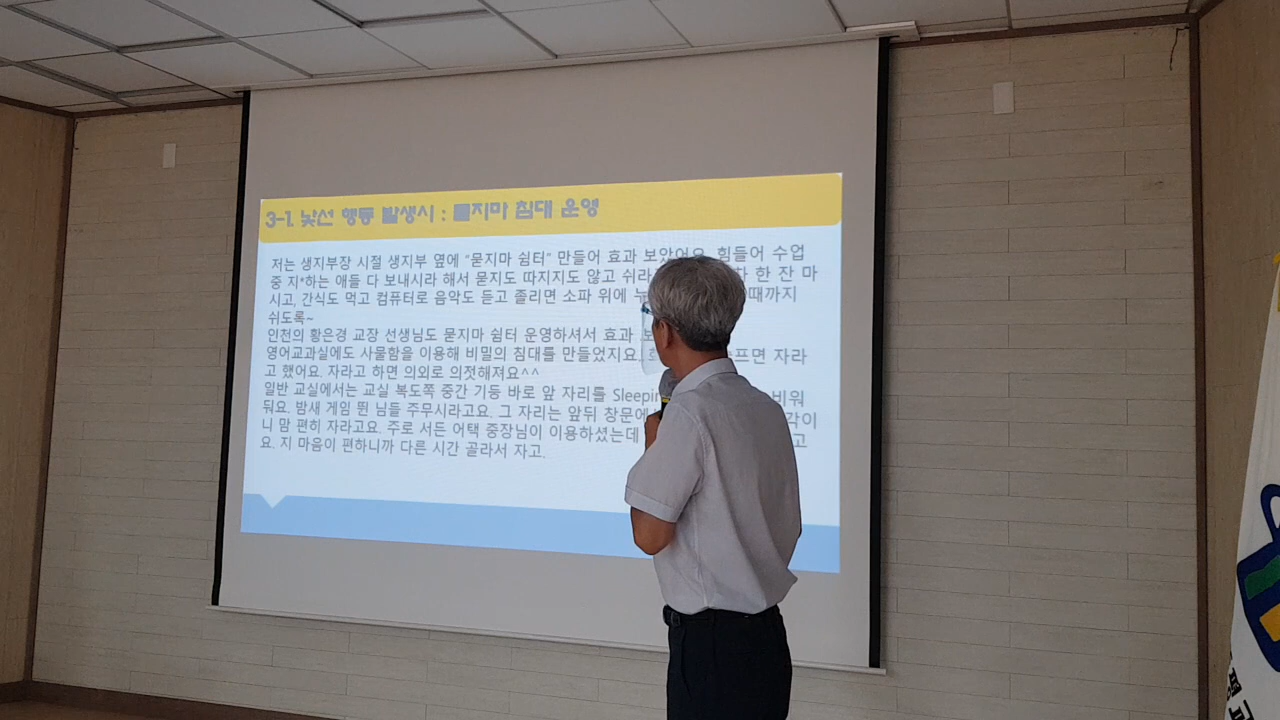 3-1. 낯선 행동 발생시 : 묻지마 침대 운영
저는 생지부장 시절 생지부 옆에 "묻지마 쉼터" 만들어 효과 보았어요. 힘들어 수업
중 지*하는 애들 다 보내시라 해서 묻지도 따지지도 않고 쉬라 한 잔 마
시고, 간식도 먹고 컴퓨터로 음악도 듣고 졸리면 소파 위에 때까지
쉬도록~
인천의 황은경 교장 선생님도 묻지마 쉼터 운영하셔서 효과
영어교과실에도 사물함을 이용해 비밀의 침대를 만들었지요. 자라
고 했어요. 자라고 하면 의외로 의젓해져요^^
일반 교실에서는 교실 복도쪽 중간 기둥 바로 앞 자리를 비워
둬요. 밤새 게임 뛴 님들 주무시라고요. 그 자리는 앞뒤 창문에
니 맘 편히 자라고요. 주로 서든 어택 중장님이 이용하셨는데
요. 지 마음이 편하니까 다른 시간 골라서 자고.